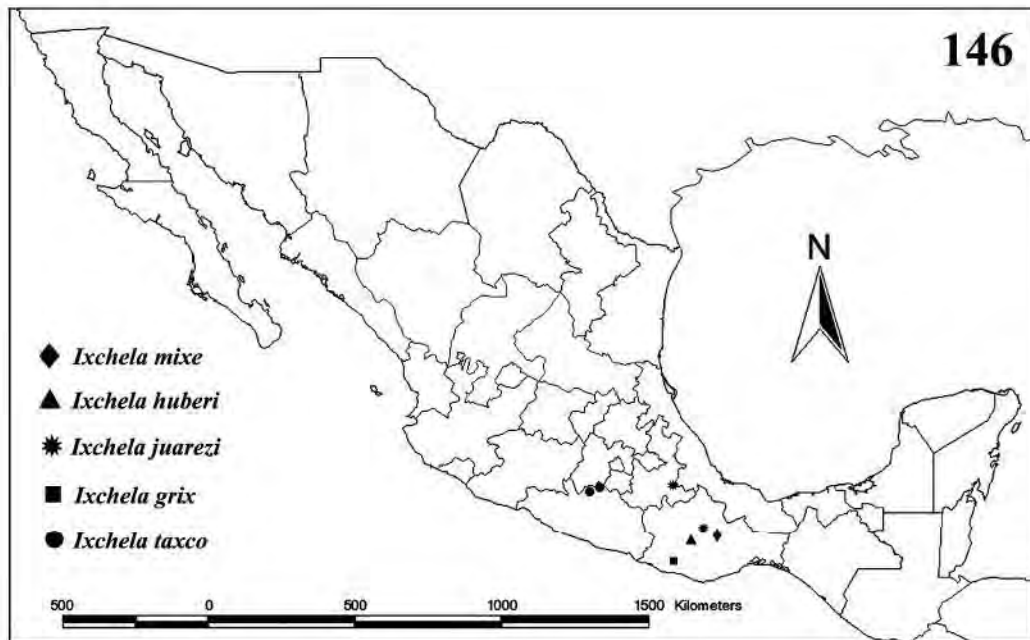 146
N
Ixchela mixe
Ixchela huberi
Ixchela juarezi
Ixchela grix
Ixchela taxco
500 0 500 1000 1500 Kilometers